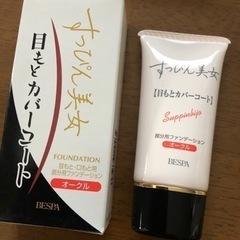 すっぴん美女
目もとカバーコート
FOUNDATION
目もと・口もと用
部分用ファンデーション
オークル
BESPA
すっぴん美女
【目もとカバーコート】
Suppinbijo
部分用ファンデーション
オークル
BESPA